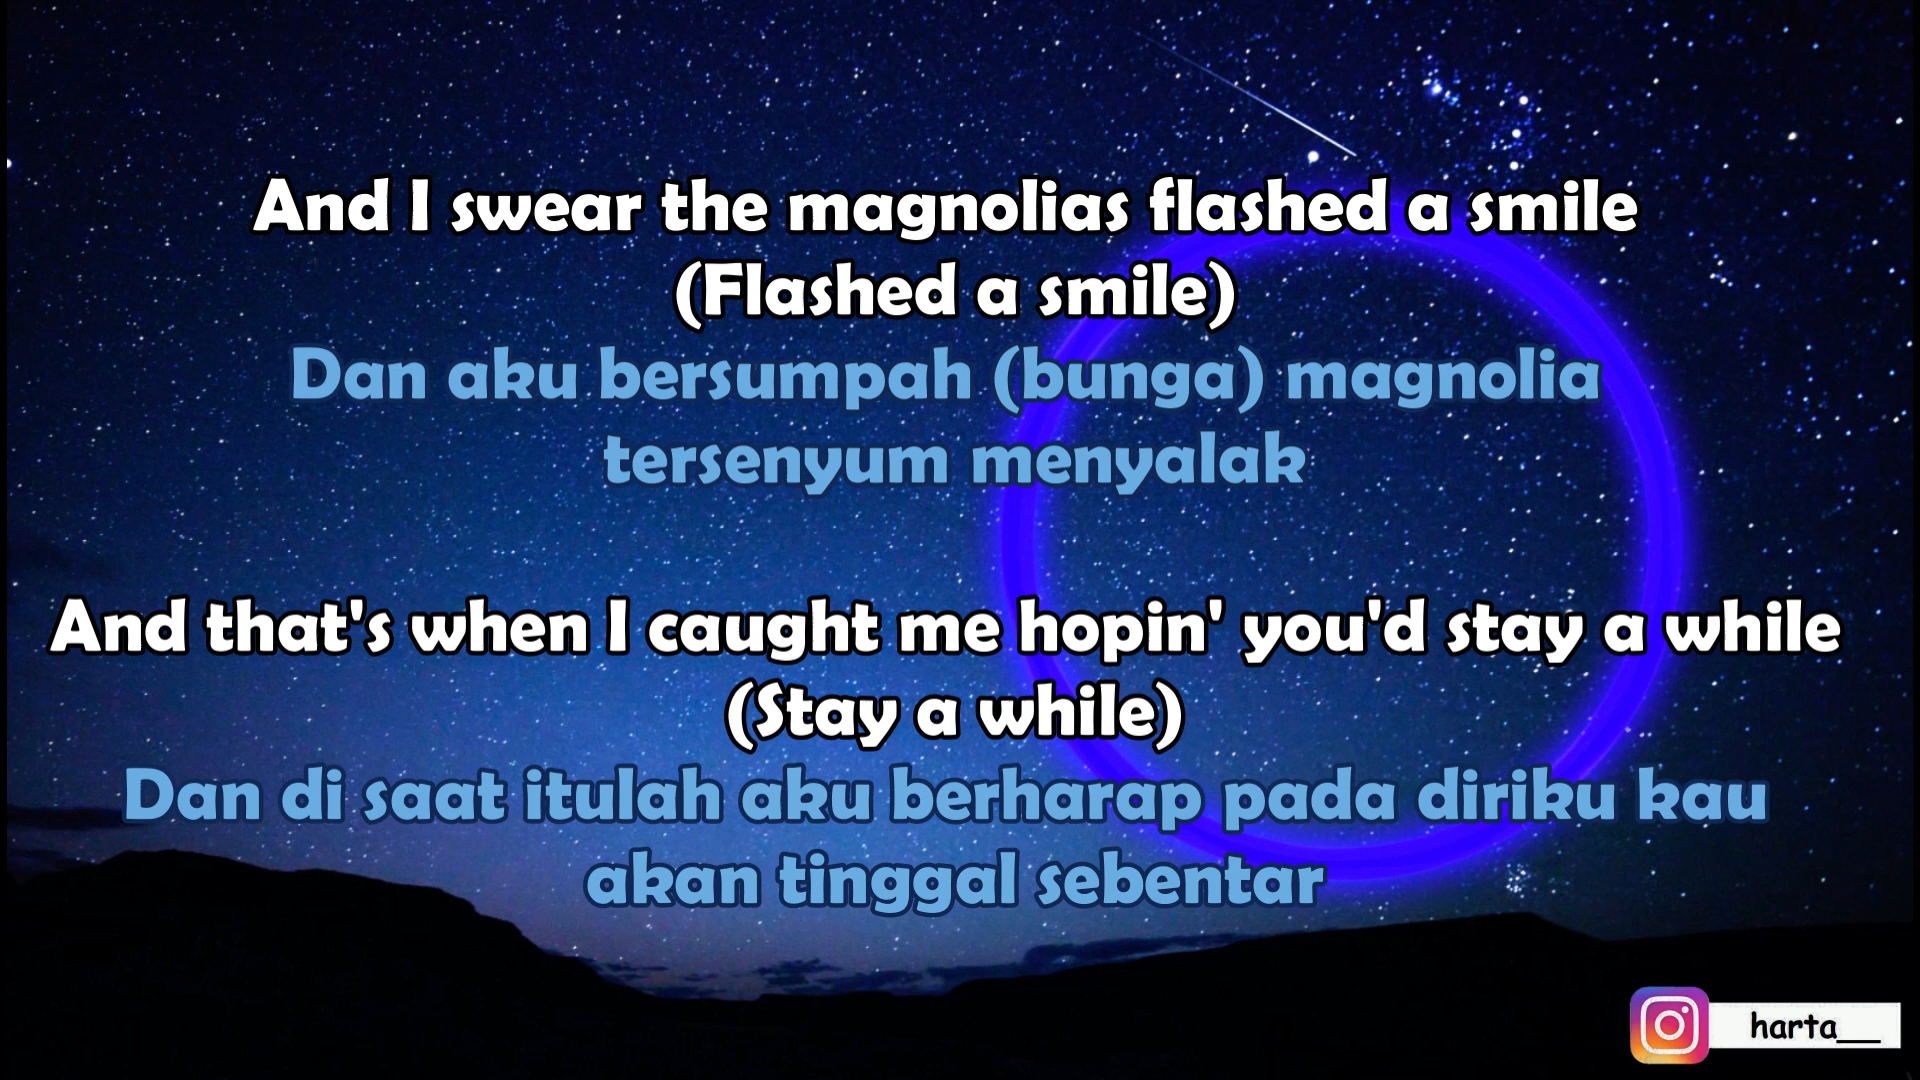 And I swear the magnolias flashed a smile
(Flashed a smile)
Dan aku bersumpah (bunga) magnolia
tersenyum menyalak
And that's when I caught me hopin' you'd stay a while
(Stay a while)
Dan di saat itulah aku berharap pada diriku kau
akan tinggal sebentar
harta__